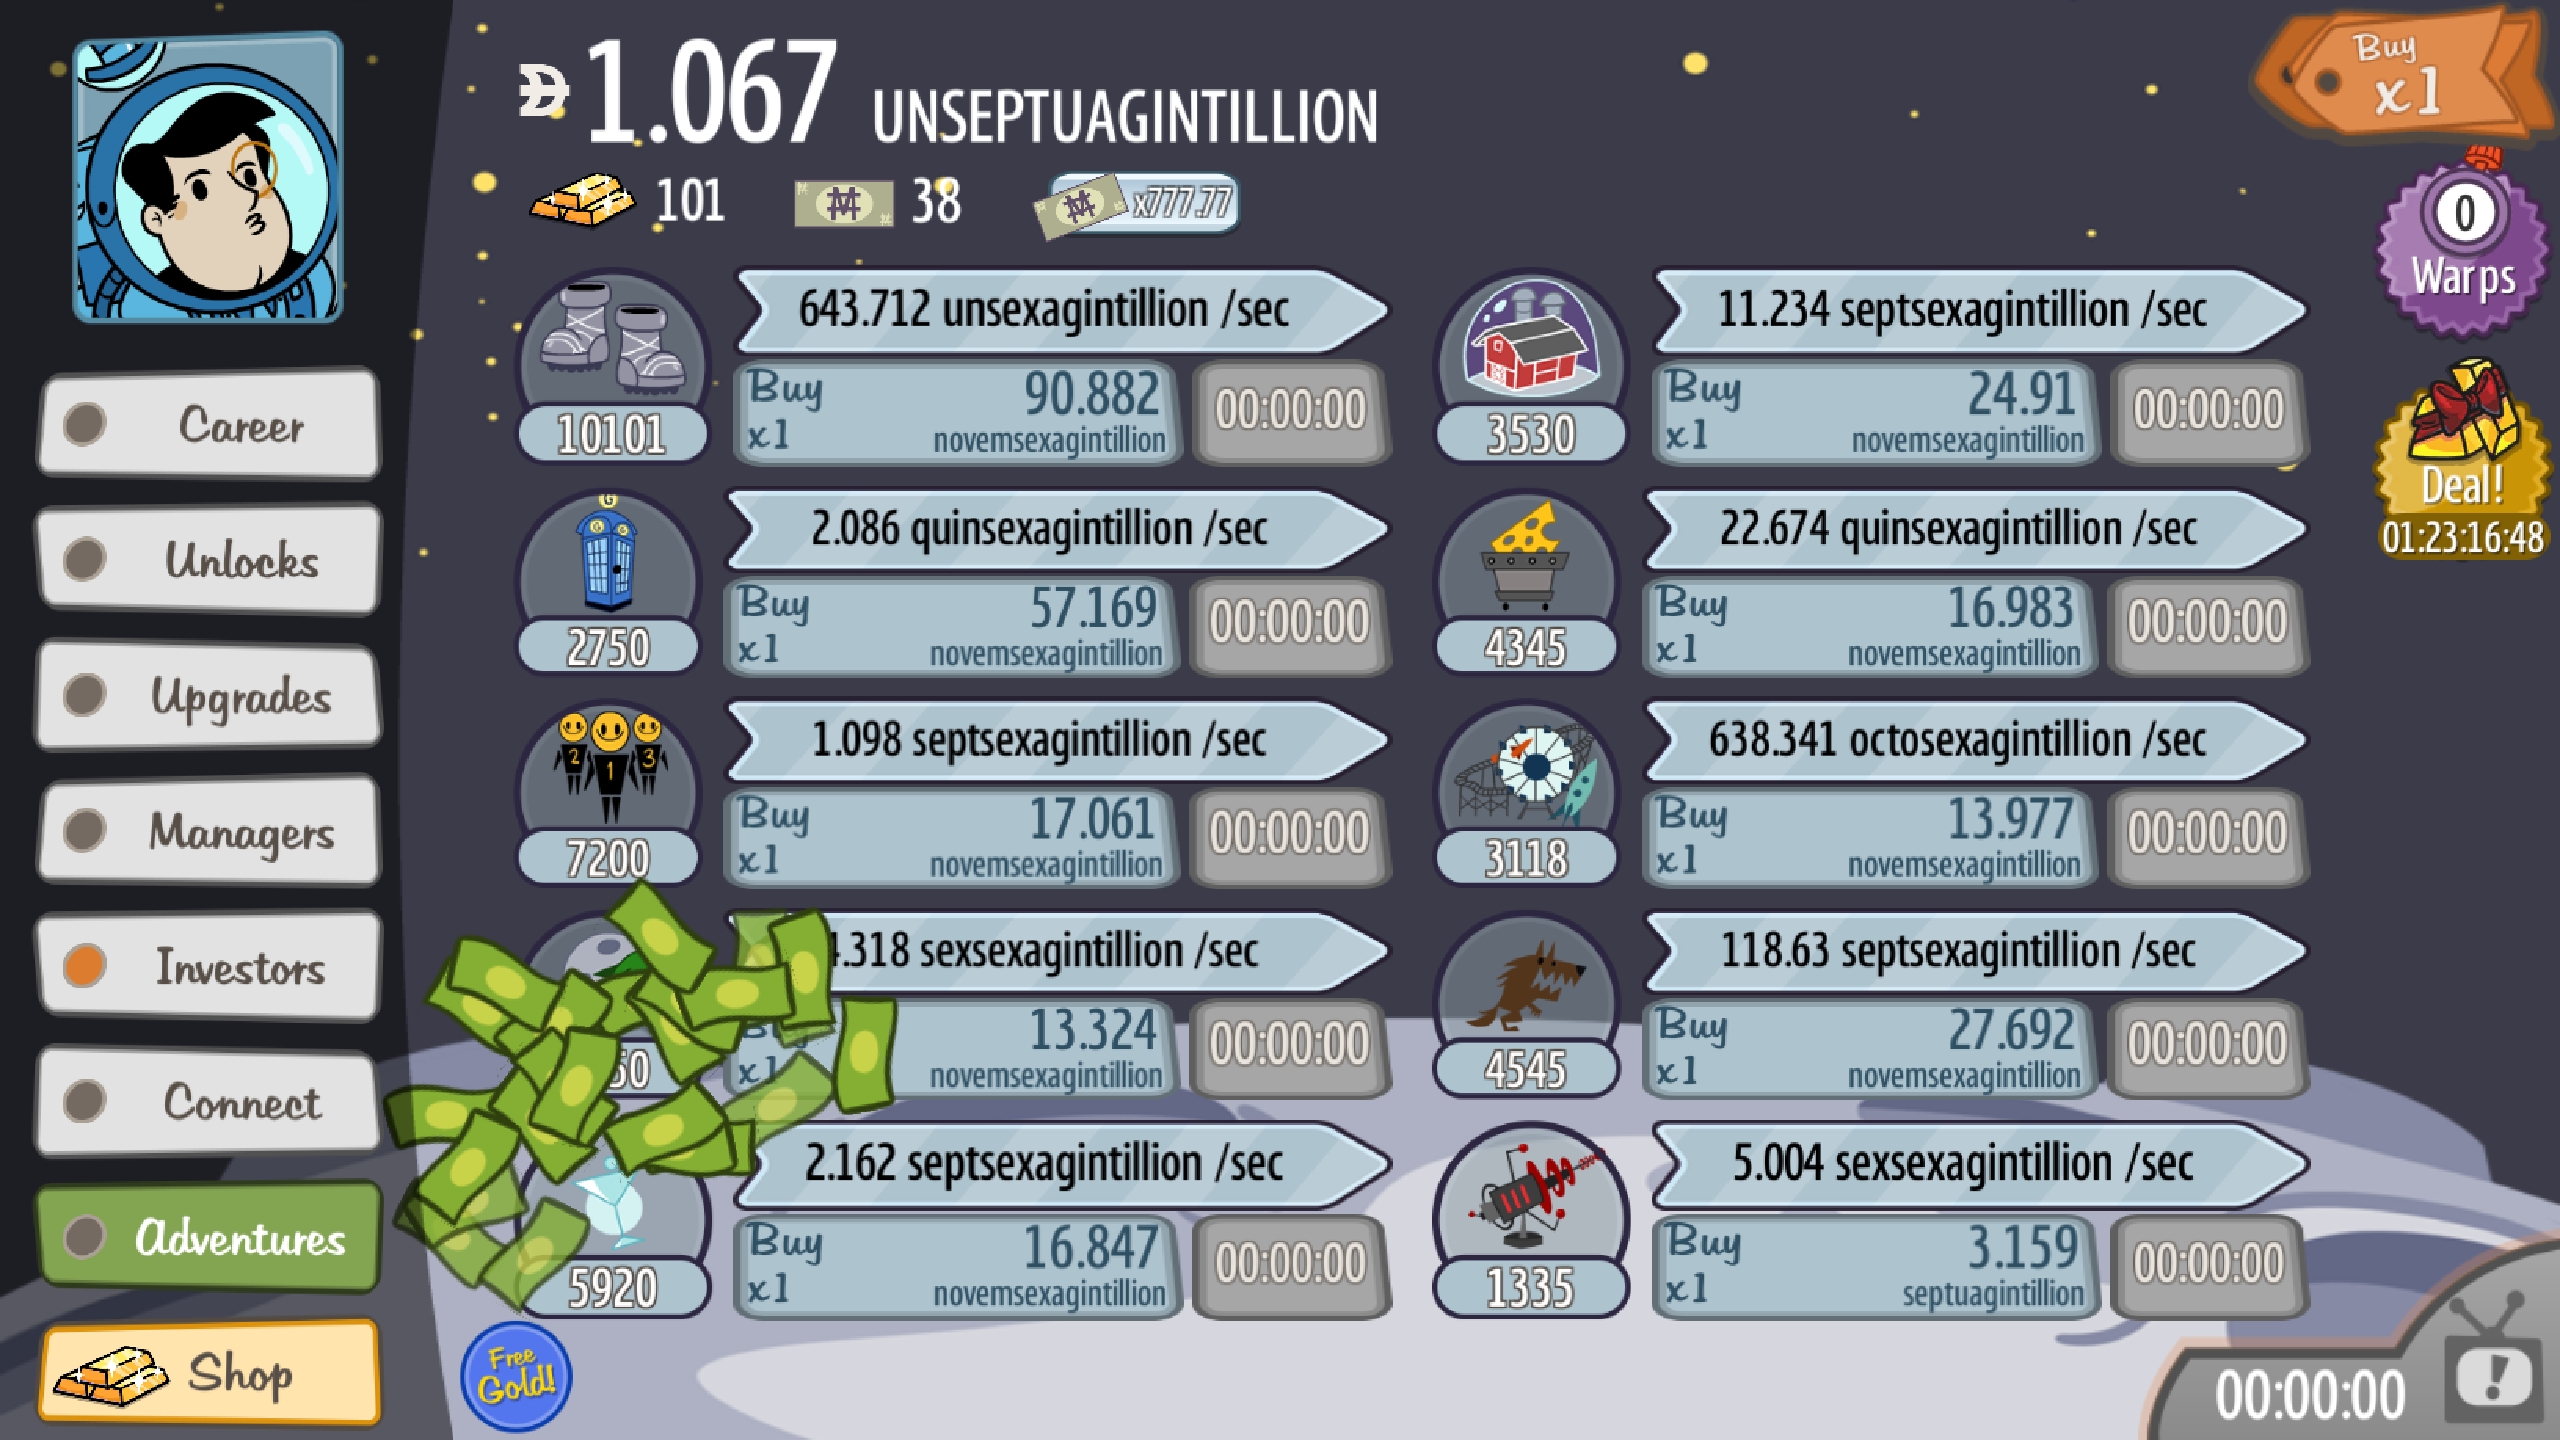 1.067 UNSEPTUAGINTILLION
Buy
x1
101
38
x777.77
0
Warps
Deal!
01:23:16:48
Career
Unlocks
Upgrades
Managers
Investors
Connect
Adventures
Shop
643.712 unsexagintillion /sec
Buy 90.882
x1 novemsexagintillion
00:00:00
10101
11.234 septsexagintillion /sec
Buy 24.91
x1 novemsexagintillion
00:00:00
3530
G
2.086 quinsexagintillion /sec
Buy 57.169
x1 novemsexagintillion
00:00:00
2750
22.674 quinsexagintillion /sec
Buy 16.983
x1 novemsexagintillion
00:00:00
4345
2 1 3
1.098 septsexagintillion /sec
Buy 17.061
x1 novemsexagintillion
00:00:00
7200
638.341 octosexagintillion /sec
Buy 13.977
x1 novemsexagintillion
00:00:00
3118
.318 sexsexagintillion /sec
13.324
x1 novemsexagintillion
00:00:00
118.63 septsexagintillion /sec
Buy 27.692
x1 novemsexagintillion
00:00:00
4545
2.162 septsexagintillion /sec
Buy 16.847
x1 novemsexagintillion
00:00:00
5920
5.004 sexsexagintillion /sec
Buy 3.159
x1 septuagintillion
00:00:00
1335
Free
Gold!
00:00:00
!